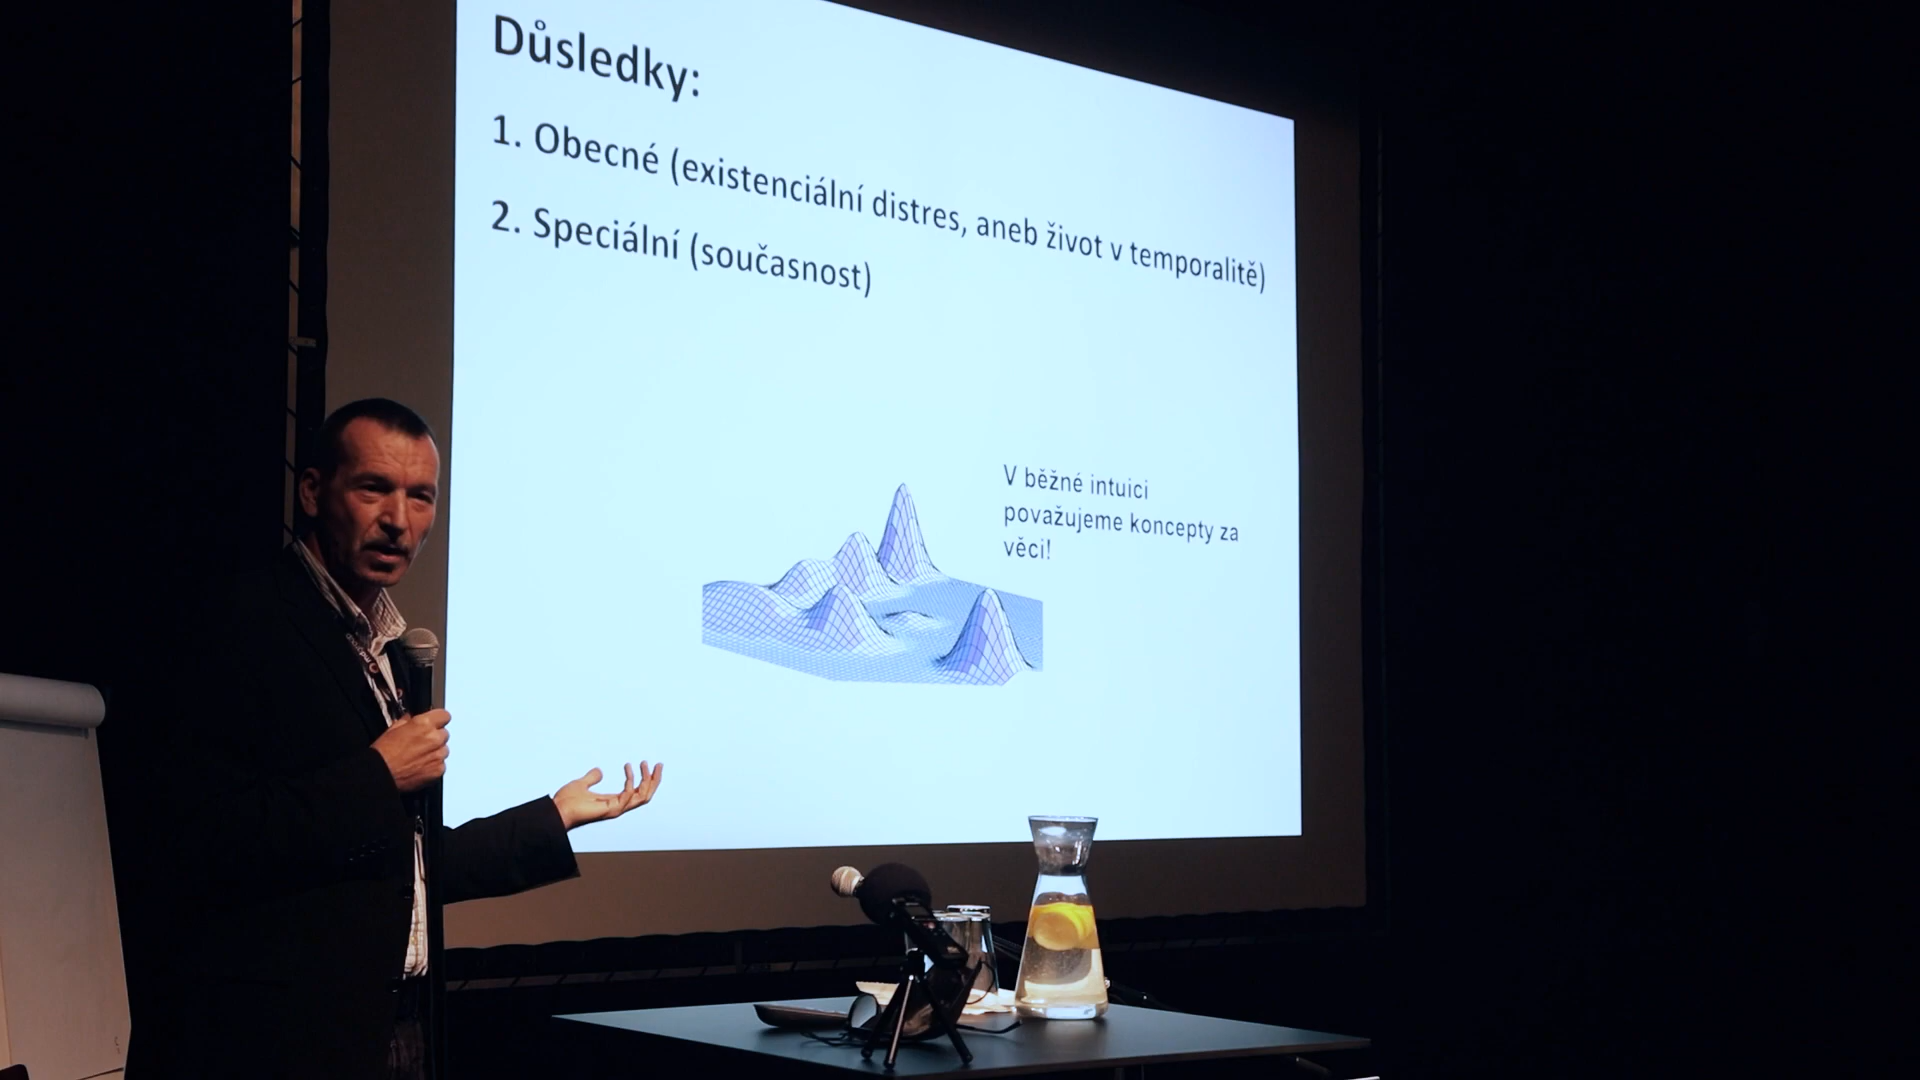 Důsledky:
1. Obecné (existenciální distres, aneb život v temporalitě)
2. Speciální (současnost)
V běžné intuici
považujeme koncepty za
věci!